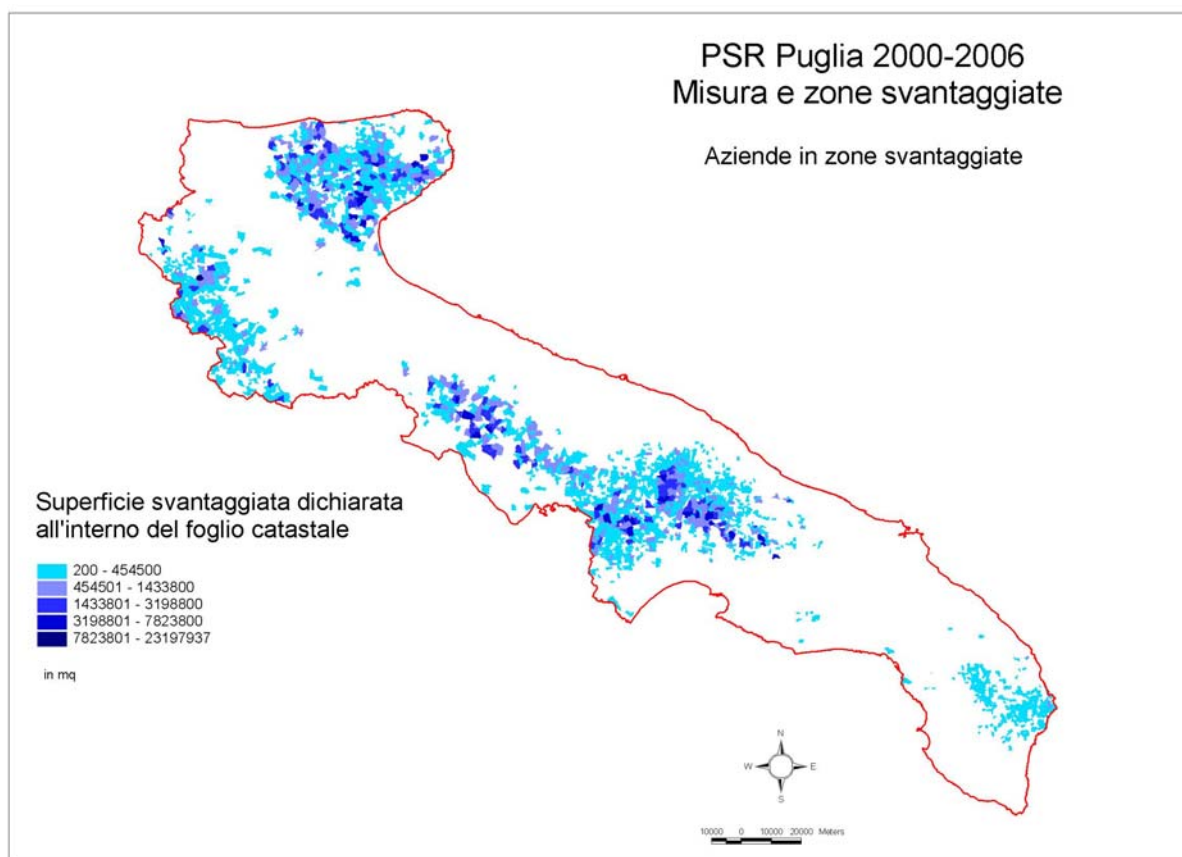 PSR Puglia 2000-2006
Misura e zone svantaggiate
Aziende in zone svantaggiate
Superficie svantaggiata dichiarata
all'interno del foglio catastale
200 - 454500
454501 - 1433800
1433801 - 3198800
3198801 - 7823800
7823801 - 23197937
in mq
N
W E
S
10000 0 10000 20000 Meters